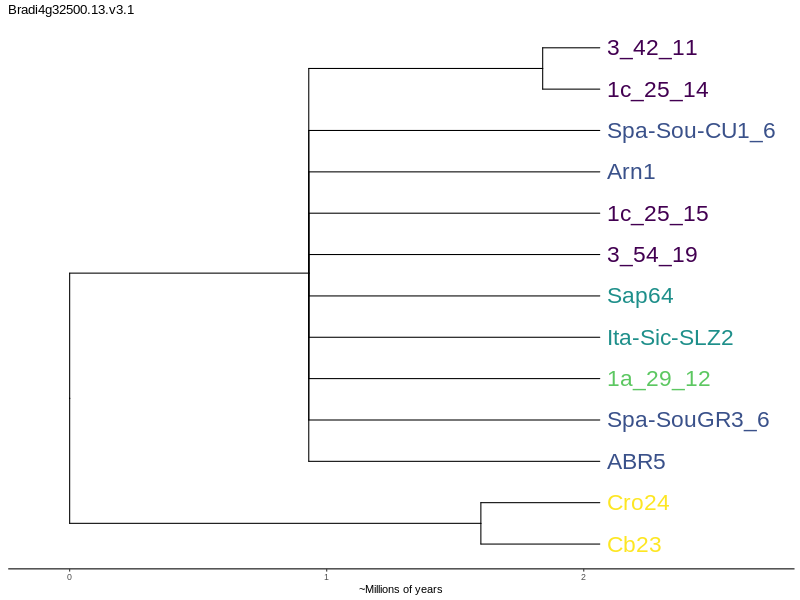 Bradi4g32500.13.v3.1
3_42_11
1c_25_14
Spa-Sou-CU1_6
Arn1
1c_25_15
3_54_19
Sap64
Ita-Sic-SLZ2
1a_29_12
Spa-SouGR3_6
ABR5
Cro24
Cb23
0 1 2
~Millions of years